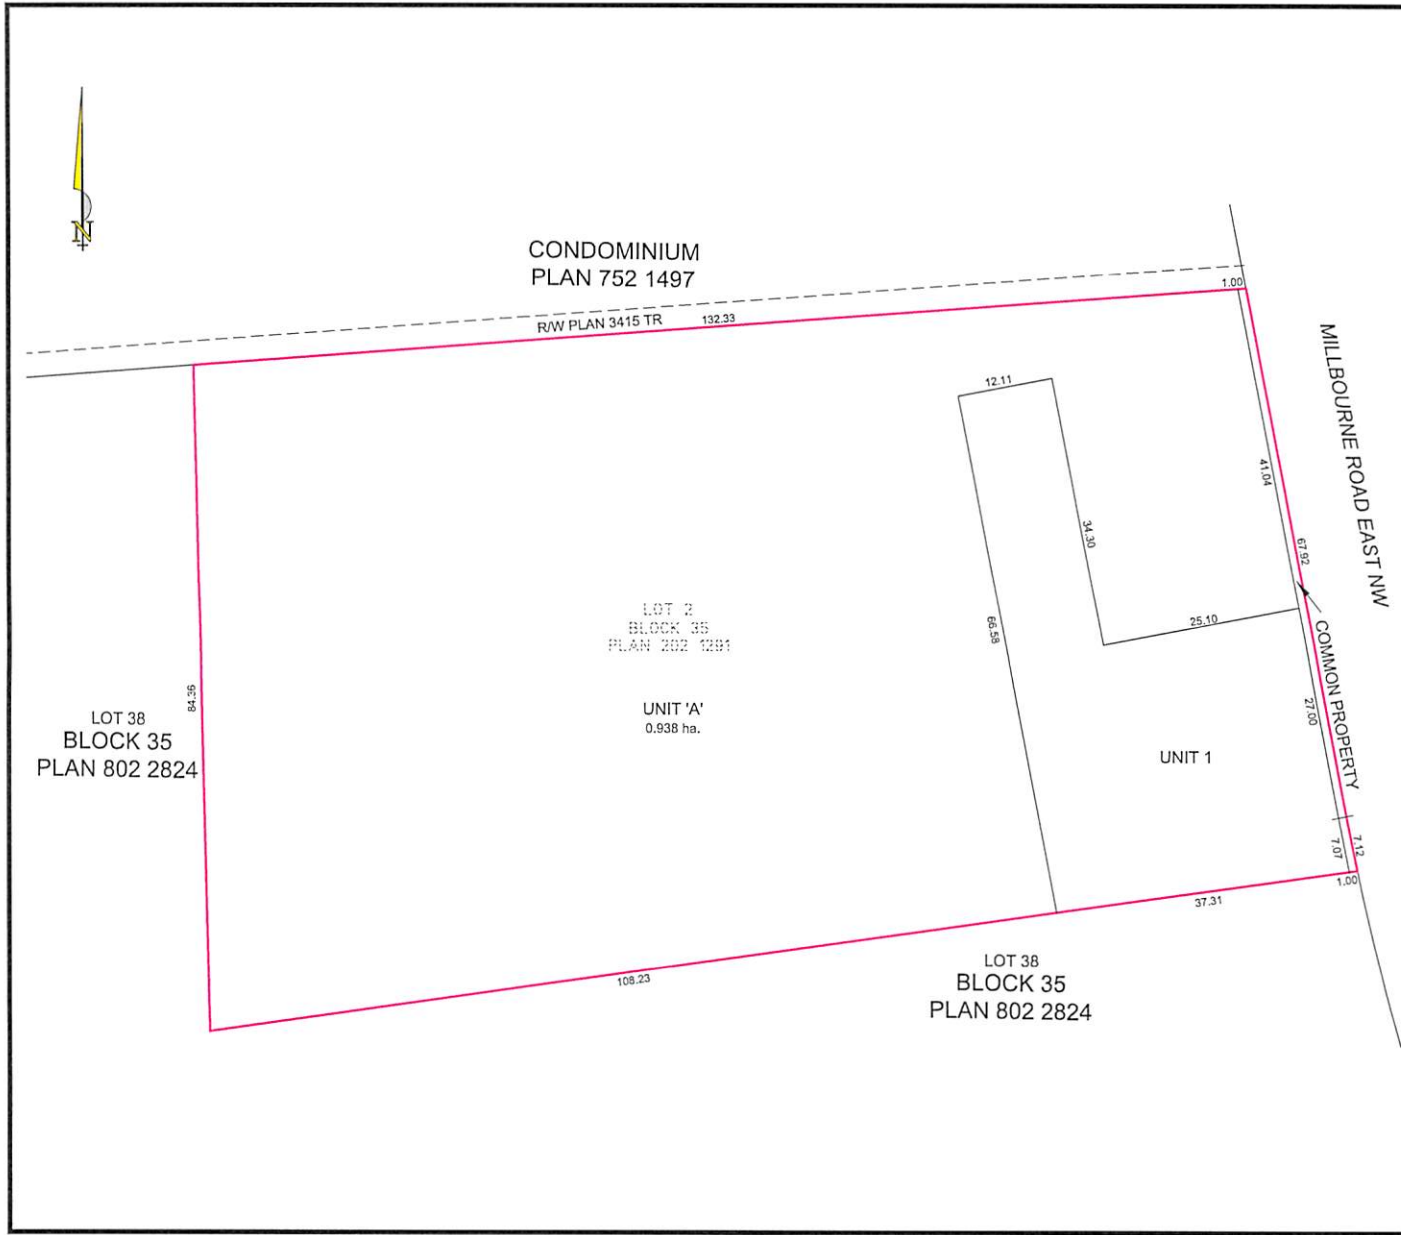 N
CONDOMINIUM
PLAN 752 1497
R/W PLAN 3415 TR
132.33
1.00
MILLBOURNE ROAD EAST NW
12.11
41.04
34.30
67.92
66.58
25.10
COMMON PROPERTY
27.00
LOT 2
BLOCK 35
PLAN 202 1291
UNIT 'A'
0.938 ha.
84.36
LOT 38
BLOCK 35
PLAN 802 2824
UNIT 1
7.07
7.12
1.00
37.31
108.23
LOT 38
BLOCK 35
PLAN 802 2824